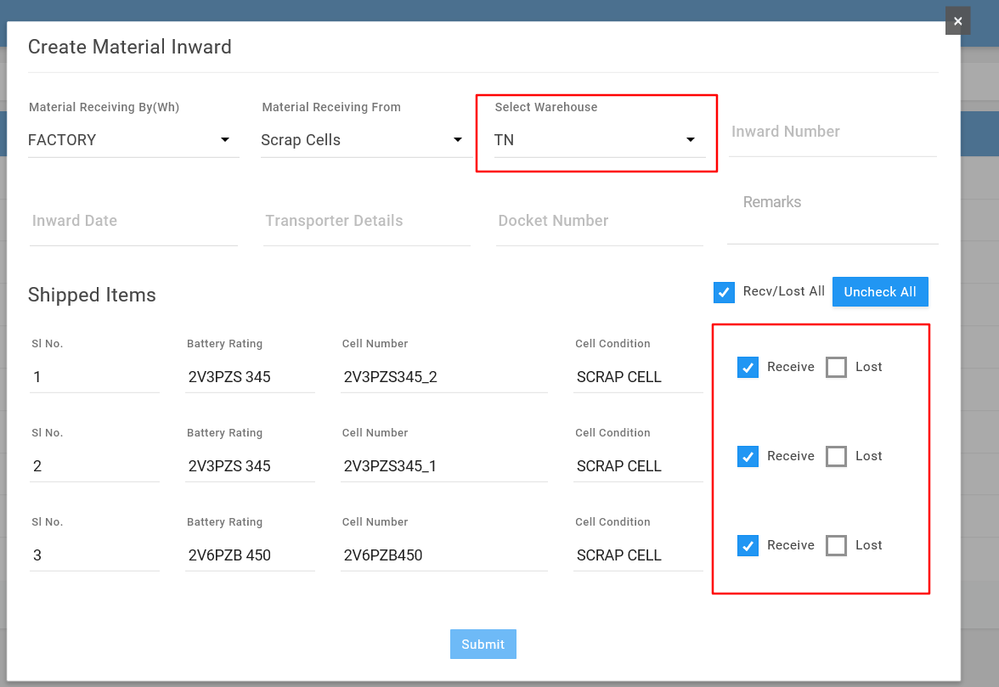 ×
Create Material Inward
Material Receiving By(Wh) Material Receiving From Select Warehouse
FACTORY Scrap Cells TN Inward Number
Inward Date Transporter Details Docket Number Remarks
Shipped Items Recv/Lost All Uncheck All
Sl No. Battery Rating Cell Number Cell Condition
1 2V3PZS 345 2V3PZS345_2 SCRAP CELL Receive Lost
Sl No. Battery Rating Cell Number Cell Condition
2 2V3PZS 345 2V3PZS345_1 SCRAP CELL Receive Lost
Sl No. Battery Rating Cell Number Cell Condition
3 2V6PZB 450 2V6PZB450 SCRAP CELL Receive Lost
Submit